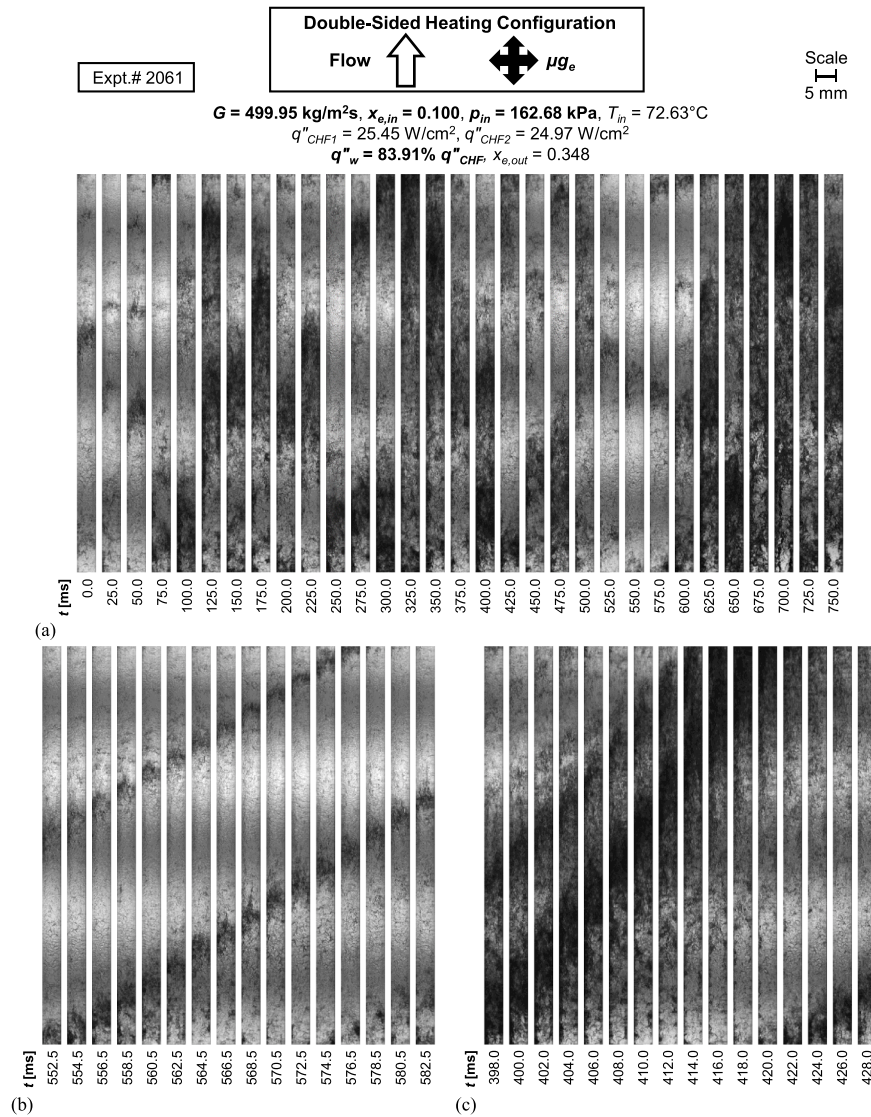 Double-Sided Heating Configuration
Flow
μgₑ
Expt.# 2061
Scale
5 mm
G = 499.95 kg/m²s, xₑ,ᵢₙ = 0.100, pᵢₙ = 162.68 kPa, Tᵢₙ = 72.63°C
q"CHF1 = 25.45 W/cm², q"CHF2 = 24.97 W/cm²
q"w = 83.91% q"CHF, xe,out = 0.348
t [ms]
0.0 25.0 50.0 75.0 100.0 125.0 150.0 175.0 200.0 225.0 250.0 275.0 300.0 325.0 350.0 375.0 400.0 425.0 450.0 475.0 500.0 525.0 550.0 575.0 600.0 625.0 650.0 675.0 700.0 725.0 750.0
(a)
t [ms]
552.5 554.5 556.5 558.5 560.5 562.5 564.5 566.5 568.5 570.5 572.5 574.5 576.5 578.5 580.5 582.5
(b)
t [ms]
398.0 400.0 402.0 404.0 406.0 408.0 410.0 412.0 414.0 416.0 418.0 420.0 422.0 424.0 426.0 428.0
(c)